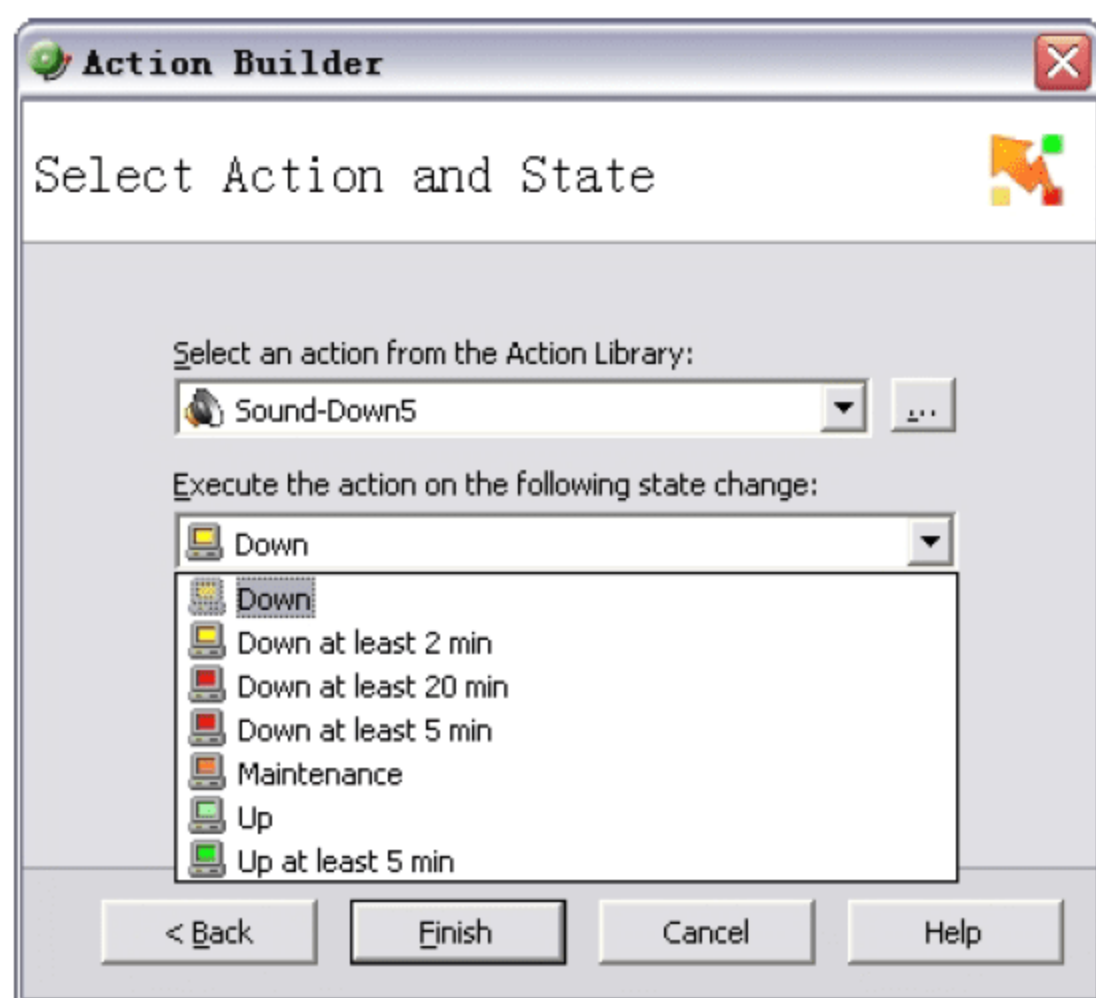 Action Builder
Select Action and State
Select an action from the Action Library:
Sound-Down5
...
Execute the action on the following state change:
Down
Down
Down at least 2 min
Down at least 20 min
Down at least 5 min
Maintenance
Up
Up at least 5 min
< Back Finish Cancel Help